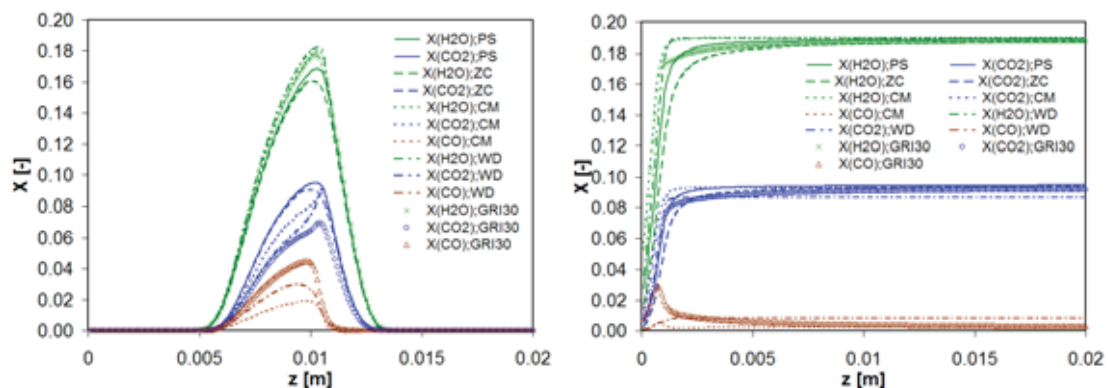 0.20
0.18
0.16
0.14
0.12
0.10
0.08
0.06
0.04
0.02
0.00
X [-]
0
0.005
0.01
0.015
0.02
z [m]
X(H2O);PS
X(CO2);PS
X(H2O);ZC
X(CO2);ZC
X(H2O);CM
X(CO2);CM
X(CO);CM
X(H2O);WD
X(CO2);WD
X(CO);WD
X(H2O);GRI30
X(CO2);GRI30
X(CO);GRI30
0.20
0.18
0.16
0.14
0.12
0.10
0.08
0.06
0.04
0.02
0.00
X [-]
0
0.005
0.01
0.015
0.02
z [m]
X(H2O);PS X(CO2);PS
X(H2O);ZC X(CO2);ZC
X(H2O);CM X(CO2);CM
X(CO);CM X(H2O);WD
X(CO2);WD X(CO);WD
X(H2O);GRI30 X(CO2);GRI30
X(CO);GRI30